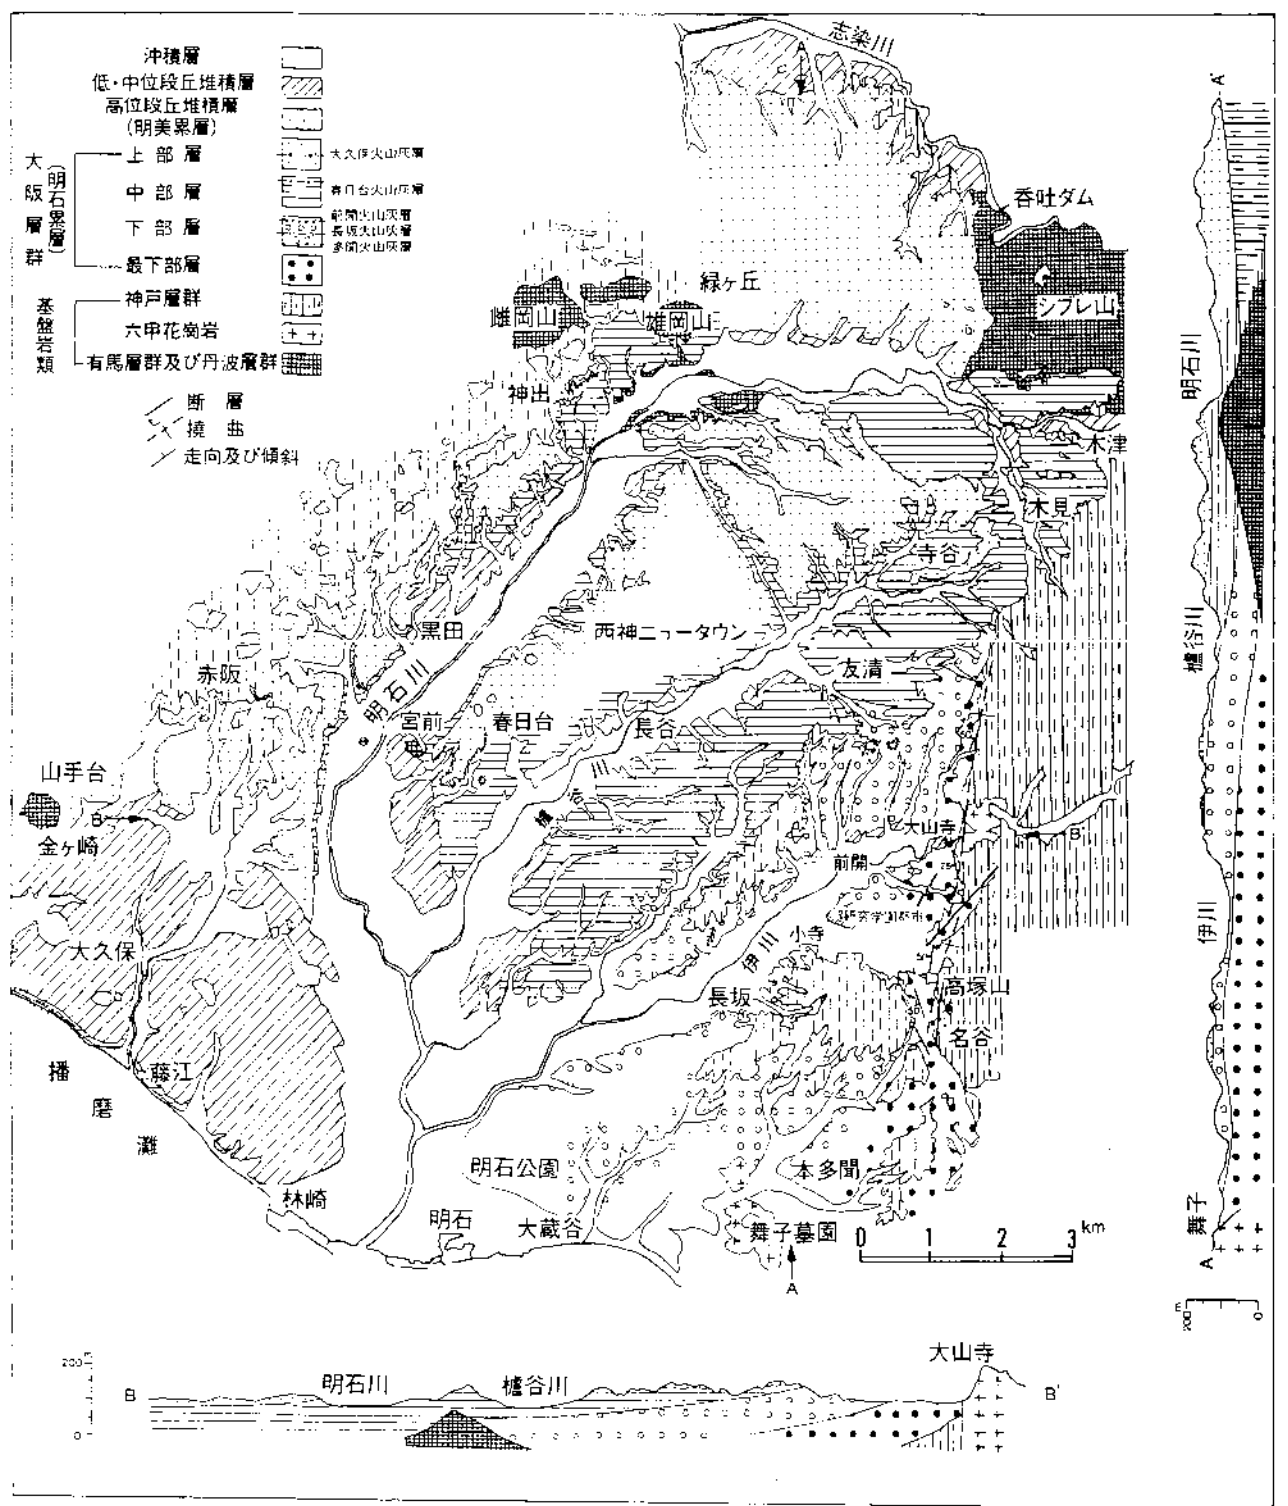 沖積層
低・中位段丘堆積層
高位段丘堆積層
(明美累層)
大阪層群
(明石累層)
上部層
大久保火山灰層
中部層
春日台火山灰層
下部層
前開火山灰層
長坂火山灰層
多聞火山灰層
最下部層
基盤岩類
神戸層群
六甲花崗岩
有馬層群及び丹波層群
断層
撓曲
走向及び傾斜
志染川
A'
呑吐ダム
緑ヶ丘
雄岡山
シブレ山
神出
木津
木見
寺谷
黒田
西神ニュータウン
友清
赤阪
明石川
宮前
春日台
長谷
山手台
B
金ヶ崎
大山寺
B'
前開
大久保
小寺
伊川
長坂
高塚山
名谷
播磨灘
藤江
明石公園
本多聞
林崎
明石
大蔵谷
舞子墓園
0 1 2 3 km
A
A'
明石川
櫨谷川
伊川
舞子
A
200 0
200 m
0
B
明石川
櫨谷川
大山寺
B'